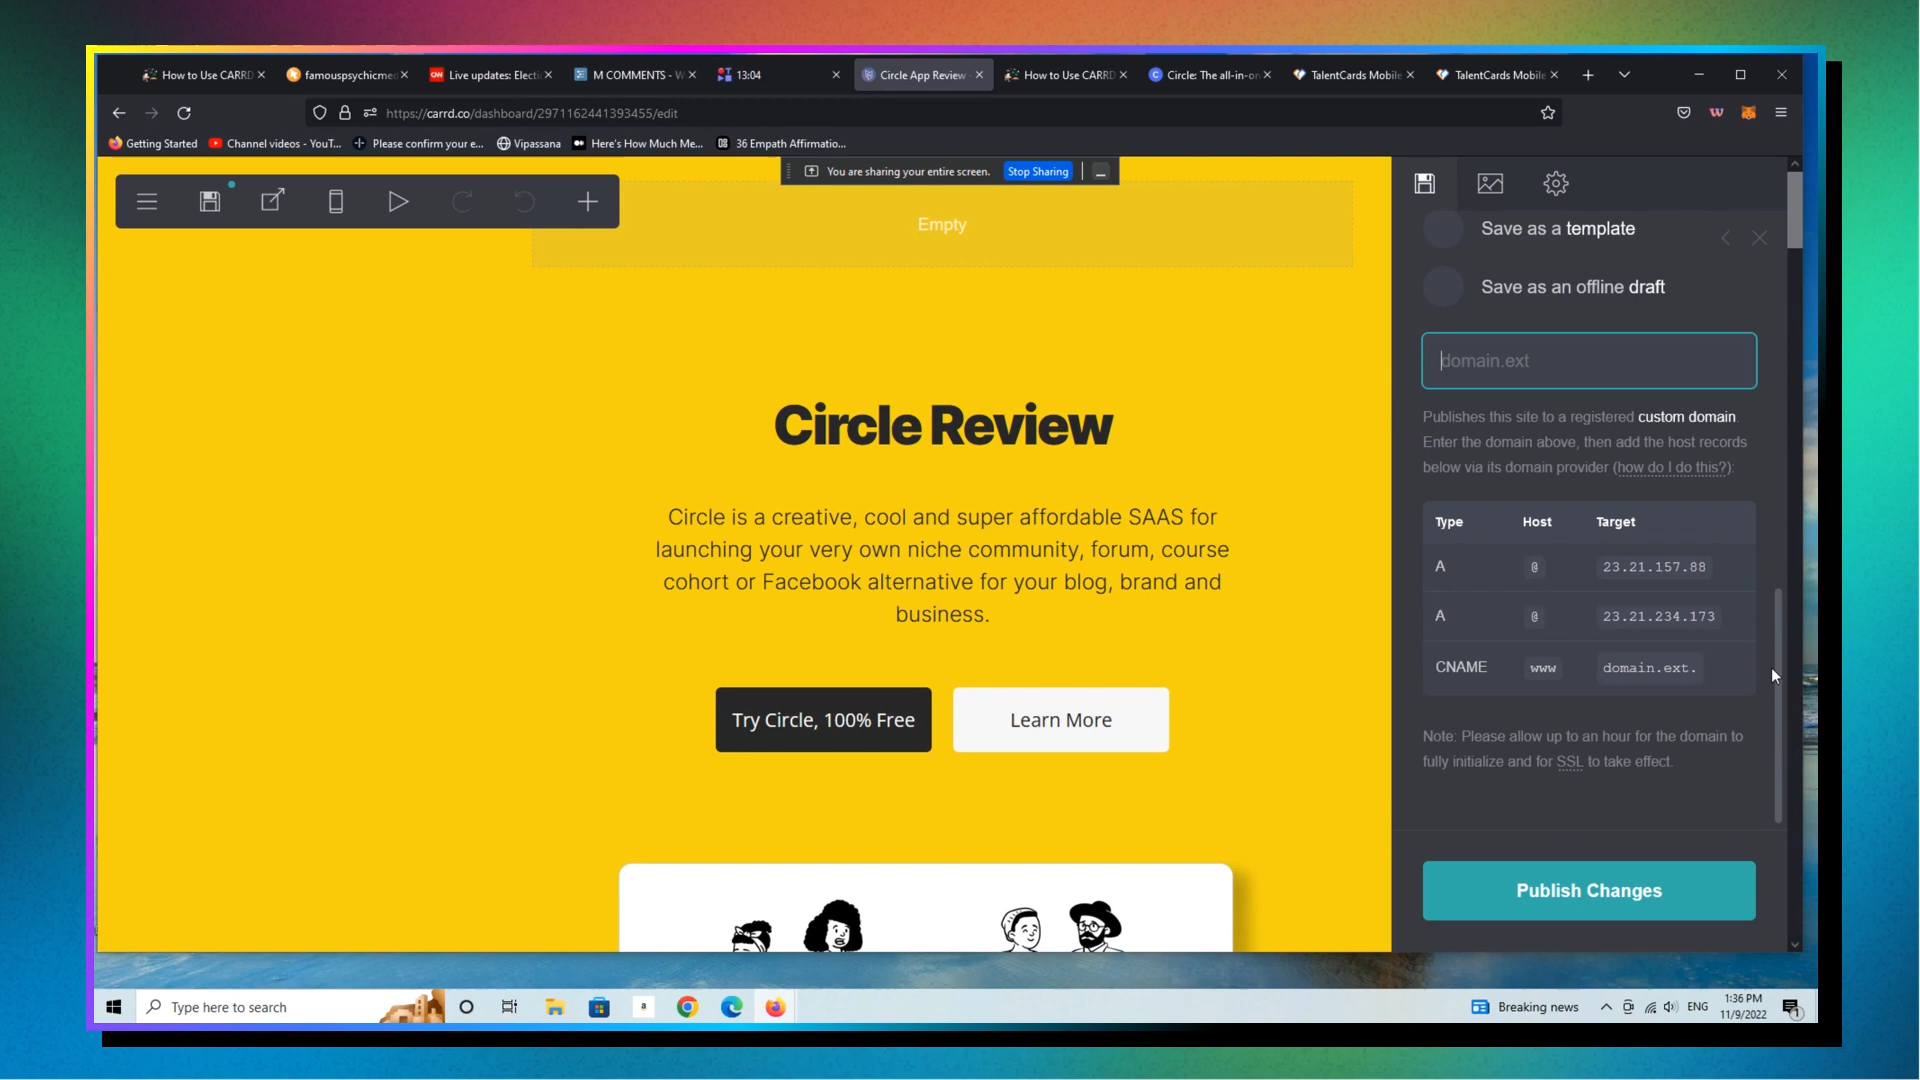 How to Use CARRD
famouspsychicmed
CNN Live updates: Electi
M COMMENTS - W
13:04
Circle App Review -
How to Use CARRD
Circle: The all-in-on
TalentCards Mobile
TalentCards Mobile
https://carrd.co/dashboard/2971162441393455/edit
Getting Started
Channel videos - YouT...
Please confirm your e...
Vipassana
Here's How Much Me...
36 Empath Affirmatio...
You are sharing your entire screen.
Stop Sharing
Empty
Circle Review
Circle is a creative, cool and super affordable SAAS for
launching your very own niche community, forum, course
cohort or Facebook alternative for your blog, brand and
business.
Try Circle, 100% Free
Learn More
Save as a template
Save as an offline draft
domain.ext
Publishes this site to a registered custom domain.
Enter the domain above, then add the host records
below via its domain provider (how do I do this?):
Type Host Target
A @ 23.21.157.88
A @ 23.21.234.173
CNAME www domain.ext.
Note: Please allow up to an hour for the domain to
fully initialize and for SSL to take effect.
Publish Changes
Type here to search
Breaking news
ENG
1:36 PM
11/9/2022
1